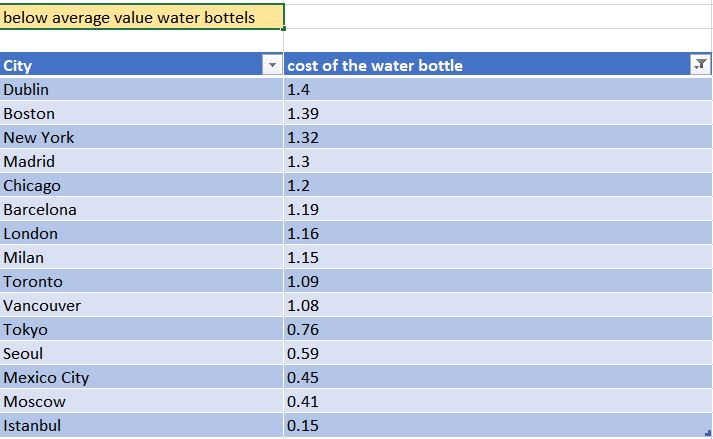 below average value water bottels
City cost of the water bottle
Dublin 1.4
Boston 1.39
New York 1.32
Madrid 1.3
Chicago 1.2
Barcelona 1.19
London 1.16
Milan 1.15
Toronto 1.09
Vancouver 1.08
Tokyo 0.76
Seoul 0.59
Mexico City 0.45
Moscow 0.41
Istanbul 0.15